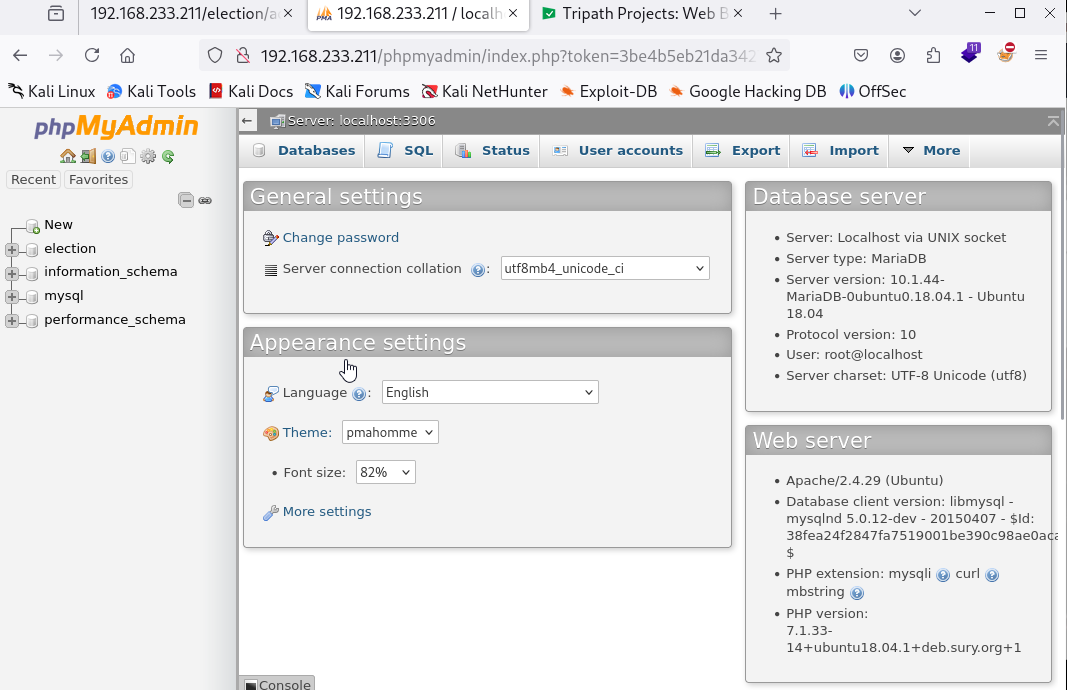 192.168.233.211/election/a
192.168.233.211 / localh
Tripath Projects: Web B
192.168.233.211/phpmyadmin/index.php?token=3be4b5eb21da342
11
Kali Linux Kali Tools Kali Docs Kali Forums Kali NetHunter Exploit-DB Google Hacking DB OffSec
phpMyAdmin
Recent Favorites
New
election
information_schema
mysql
performance_schema
Server: localhost:3306
Databases SQL Status User accounts Export Import More
General settings
Change password
Server connection collation : utf8mb4_unicode_ci
Appearance settings
Language : English
Theme: pmahomme
• Font size: 82%
More settings
Database server
• Server: Localhost via UNIX socket
• Server type: MariaDB
• Server version: 10.1.44-
MariaDB-0ubuntu0.18.04.1 - Ubuntu
18.04
• Protocol version: 10
• User: root@localhost
• Server charset: UTF-8 Unicode (utf8)
Web server
• Apache/2.4.29 (Ubuntu)
• Database client version: libmysql -
mysqlnd 5.0.12-dev - 20150407 - $Id:
38fea24f2847fa7519001be390c98ae0aca
$
• PHP extension: mysqli curl
mbstring
• PHP version:
7.1.33-
14+ubuntu18.04.1+deb.sury.org+1
Console